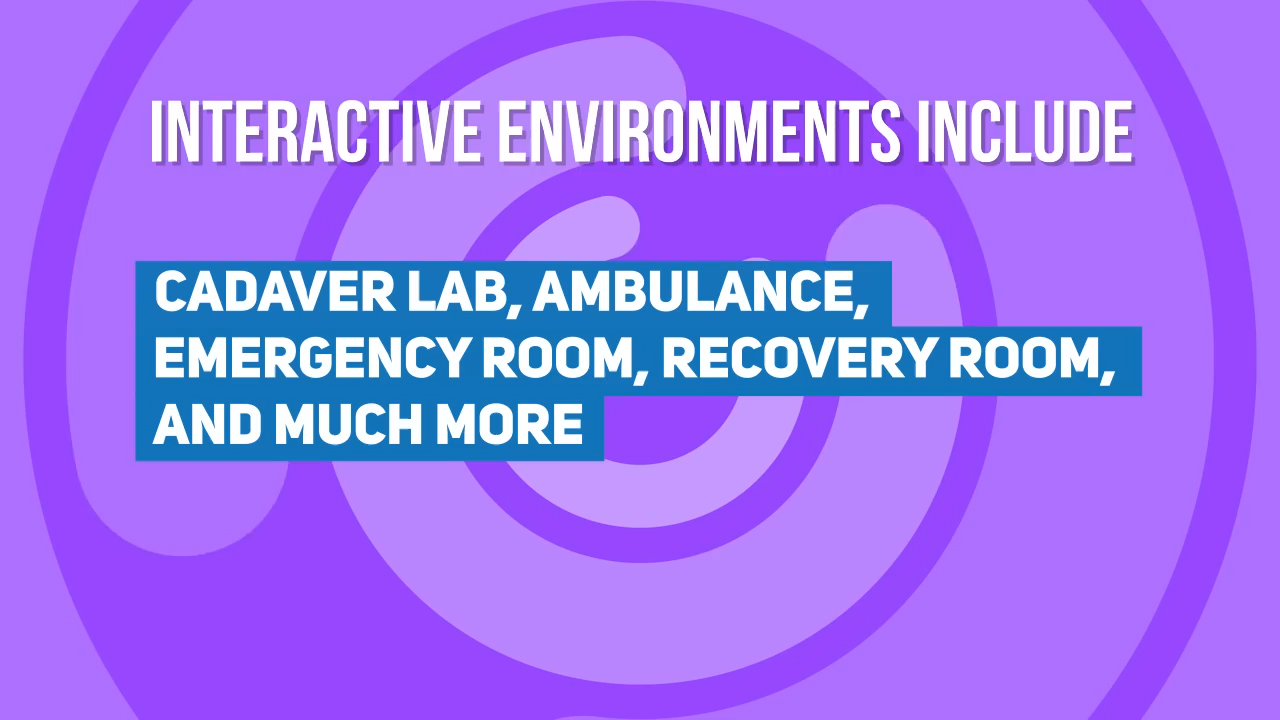 INTERACTIVE ENVIRONMENTS INCLUDE
CADAVER LAB, AMBULANCE,
EMERGENCY ROOM, RECOVERY ROOM,
AND MUCH MORE